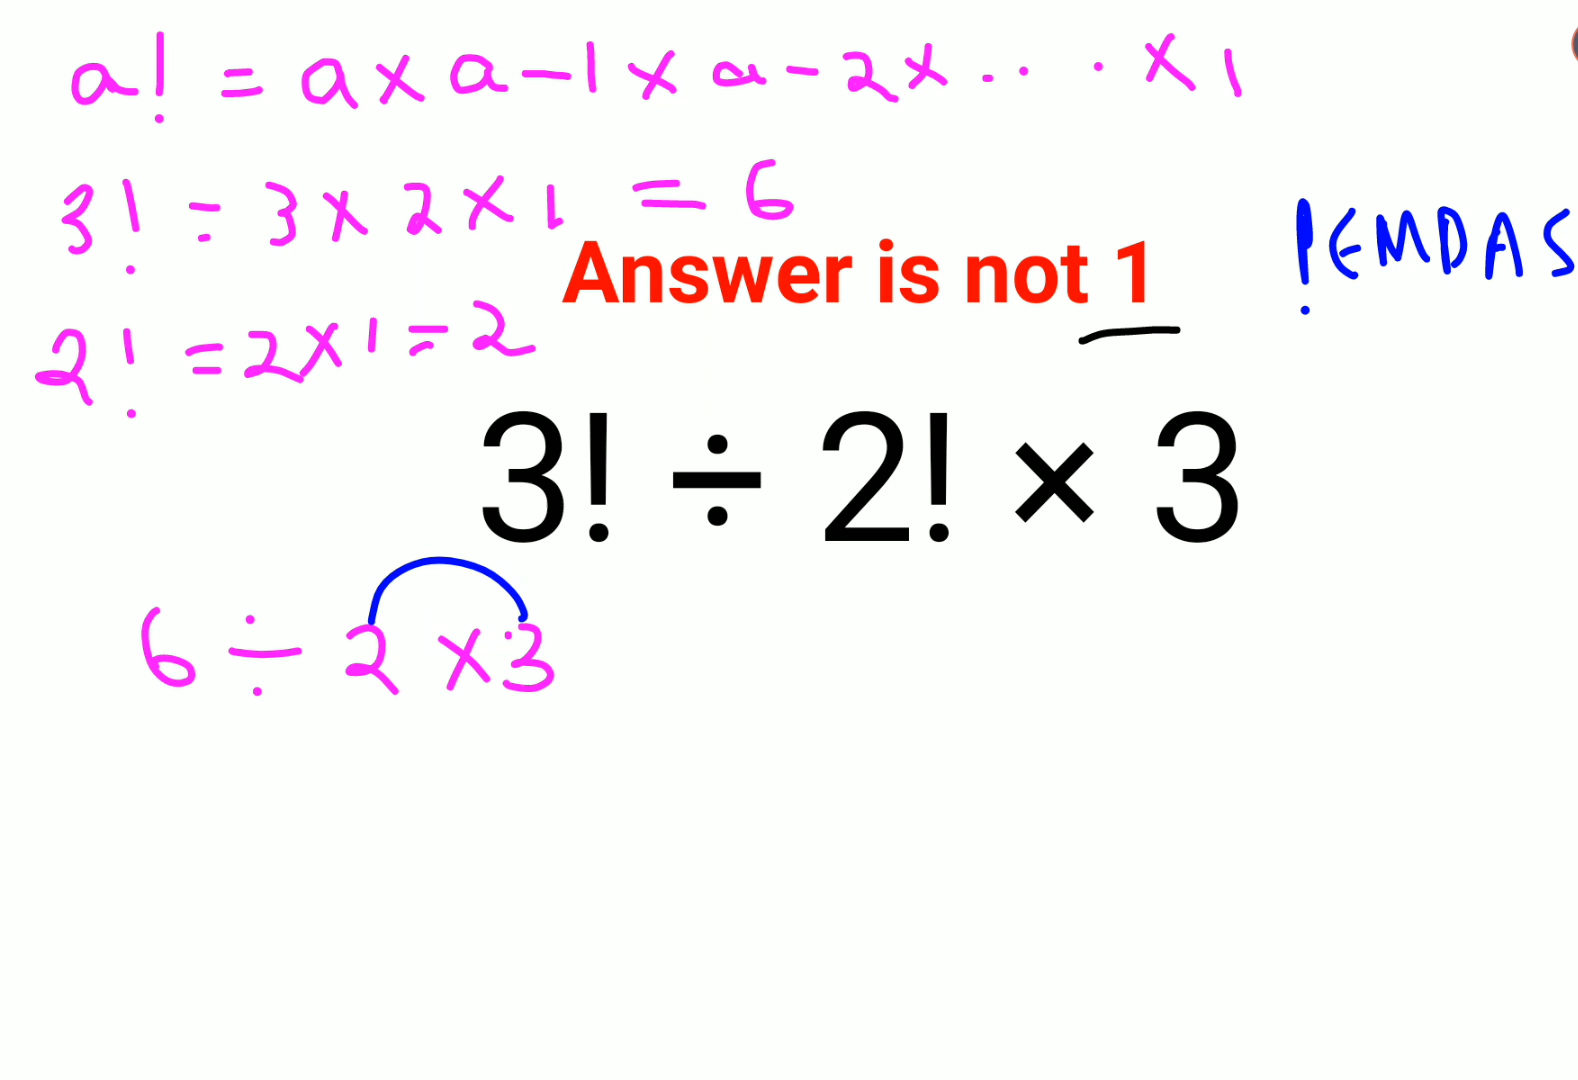 a! = a x a - 1 x a - 2 x . . . . x 1
3! = 3 x 2 x 1 = 6
!PEMDAS
Answer is not 1
2! = 2 x 1 = 2
3! ÷ 2! × 3
6 ÷ 2 x 3